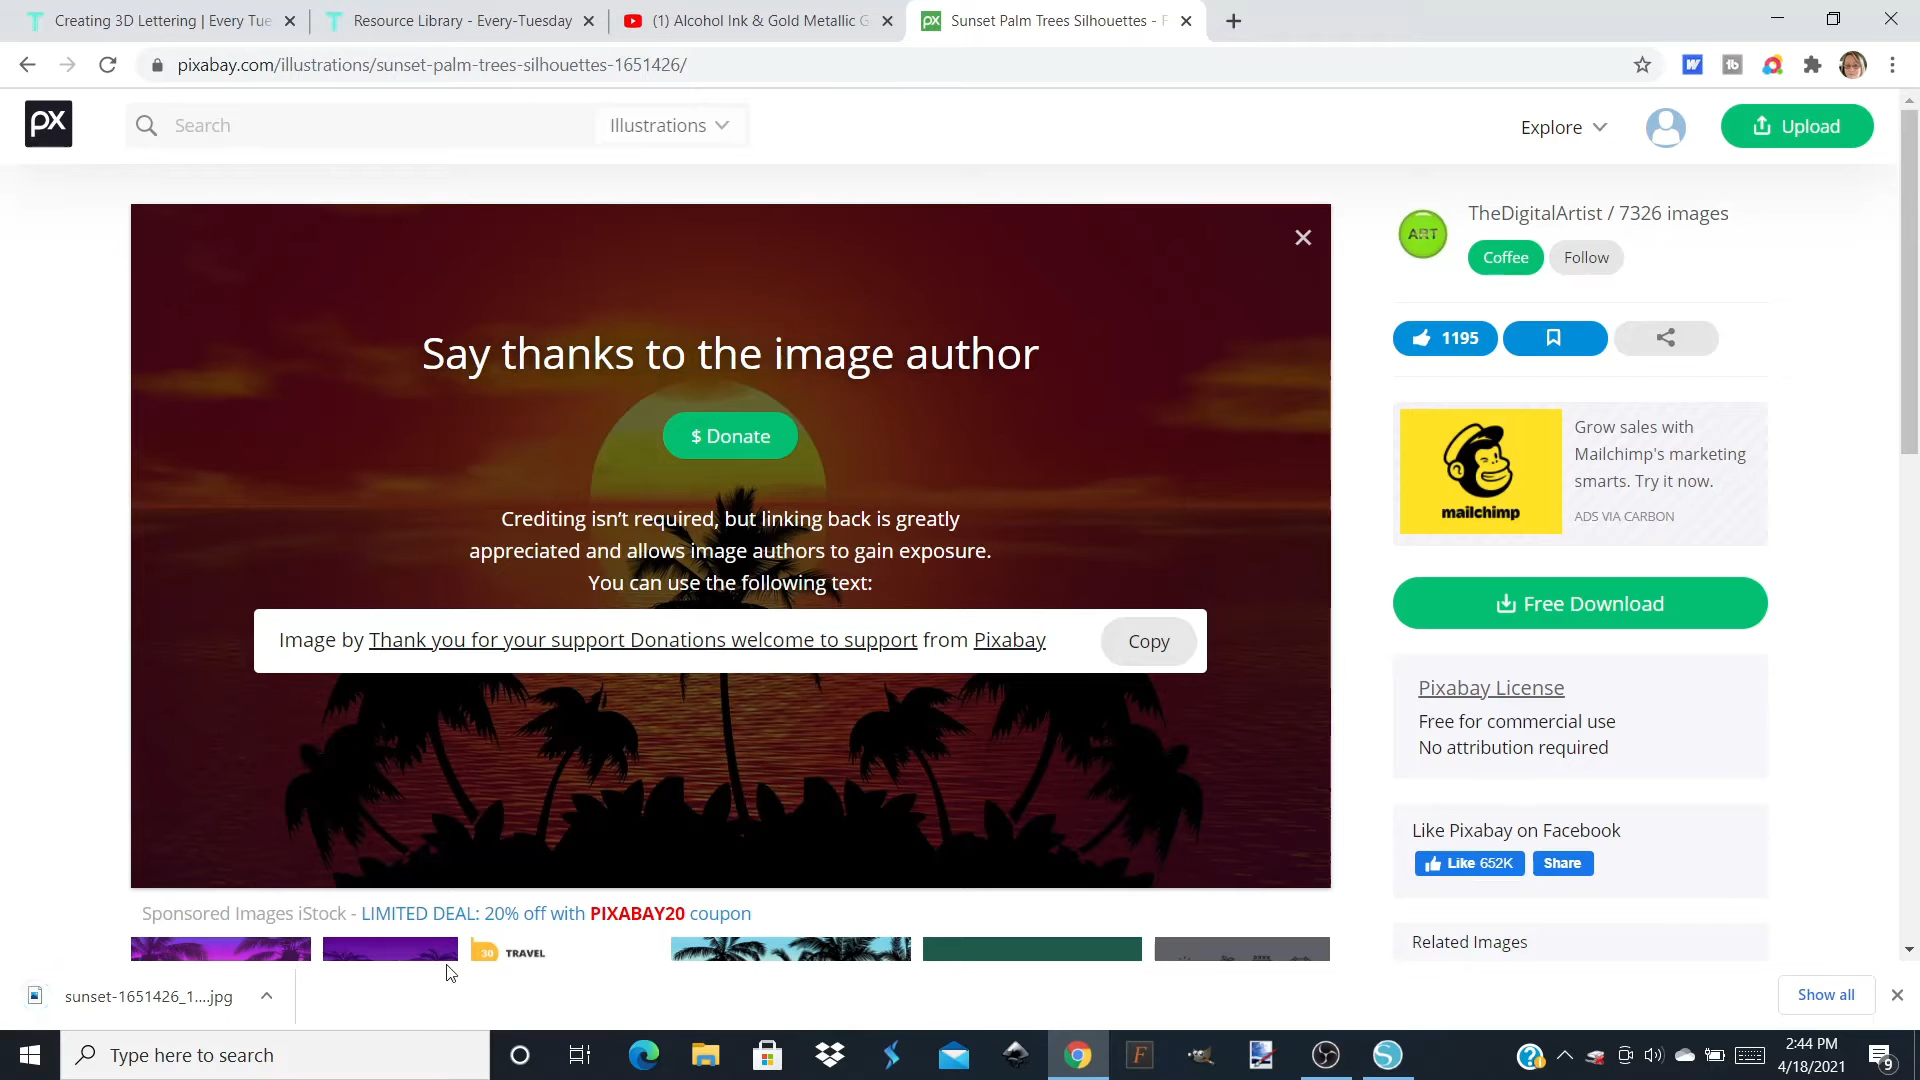 Creating 3D Lettering | Every Tue
Resource Library - Every-Tuesday
(1) Alcohol Ink & Gold Metallic G
px
Sunset Palm Trees Silhouettes - F
pixabay.com/illustrations/sunset-palm-trees-silhouettes-1651426/
px
Search
Illustrations
Explore
Upload
TheDigitalArtist / 7326 images
ART
Coffee
Follow
Say thanks to the image author
1195
$ Donate
Grow sales with
Mailchimp's marketing
smarts. Try it now.
mailchimp
ADS VIA CARBON
Crediting isn’t required, but linking back is greatly
appreciated and allows image authors to gain exposure.
You can use the following text:
Free Download
Image by Thank you for your support Donations welcome to support from Pixabay
Copy
Pixabay License
Free for commercial use
No attribution required
Like Pixabay on Facebook
Like 652K
Share
Sponsored Images iStock - LIMITED DEAL: 20% off with PIXABAY20 coupon
Related Images
30 TRAVEL
sunset-1651426_1....jpg
Show all
Type here to search
2:44 PM
4/18/2021
9